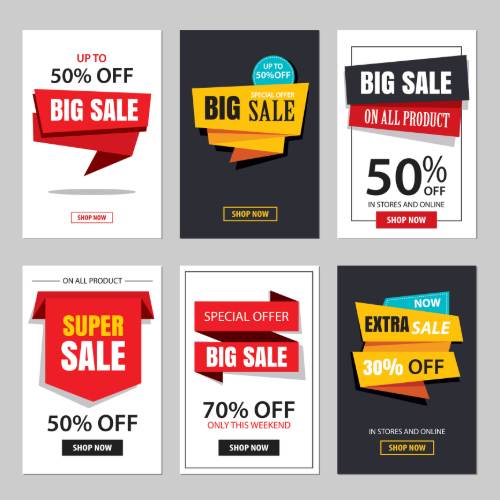 UP TO
50% OFF
BIG SALE
SHOP NOW
UP TO
50% OFF
SPECIAL OFFER
BIG SALE
SHOP NOW
BIG SALE
ON ALL PRODUCT
50% OFF
IN STORES AND ONLINE
SHOP NOW
ON ALL PRODUCT
SUPER
SALE
50% OFF
SHOP NOW
SPECIAL OFFER
BIG SALE
70% OFF
ONLY THIS WEEKEND
SHOP NOW
NOW
EXTRA SALE
30% OFF
IN STORES AND ONLINE
SHOP NOW